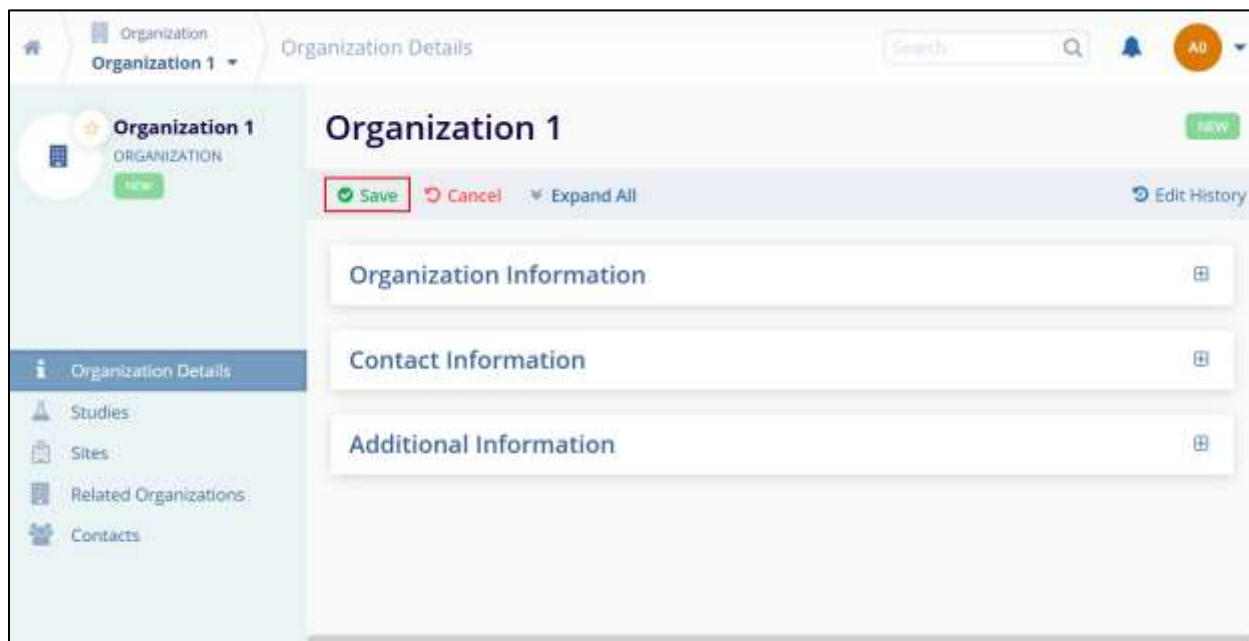 Organization
Organization 1
Organization Details
Search
AO
Organization 1
ORGANIZATION
NEW
Organization 1
NEW
Save Cancel Expand All Edit History
Organization Information
Contact Information
Additional Information
Organization Details
Studies
Sites
Related Organizations
Contacts